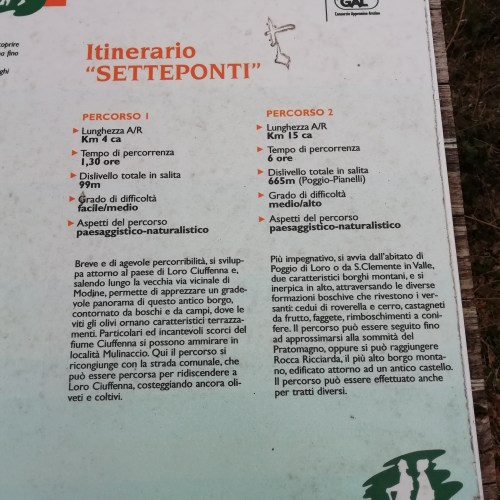 GAL
Consorzio Appennino Aretino
oprire
a fino
ghi
Itinerario
"SETTEPONTI"
PERCORSO 1
Lunghezza A/R
Km 4 ca
Tempo di percorrenza
1,30 ore
Dislivello totale in salita
99m
Grado di difficoltá
facile/medio
Aspetti del percorso
paesaggistico-naturalistico
Breve e di agevole percorribilità, si svilup-
pa attorno al paese di Loro Ciuffenna e,
salendo lungo la vecchia via vicinale di
Modine, permette di apprezzare un grade-
vole panorama di questo antico borgo,
contornato da boschi e da campi, dove le
viti gli olivi ornano caratteristici terrazza-
menti. Particolari ed incantevoli scorci del
fiume Ciuffenna si possono ammirare in
località Mulinaccio. Qui il percorso si
ricongiunge con la strada comunale, che
può essere percorsa per ridiscendere a
Loro Ciuffenna, costeggiando ancora oli-
veti e coltivi.
PERCORSO 2
Lunghezza A/R
Km 15 ca
Tempo di percorrenza
6 ore
Dislivello totale in salita
665m (Poggio-Pianelli)
Grado di difficoltá
medio/alto
Aspetti del percorso
paesaggistico-naturalistico
Più impegnativo, si avvia dall'abitato di
Poggio di Loro o da S.Clemente in Valle,
due caratteristici borghi montani, e si
inerpica in alto, attraversando le diverse
formazioni boschive che rivestono i ver-
santi: cedui di roverella e cerro, castagneti
da frutto, faggete, rimboschimenti a coni-
fere. Il percorso può essere seguito fino
ad approssimarsi alla sommità del
Pratomagno, oppure si può raggiungere
Rocca Ricciarda, il più alto borgo monta-
no, edificato attorno ad un antico castello.
Il percorso può essere effettuato anche
per tratti diversi.